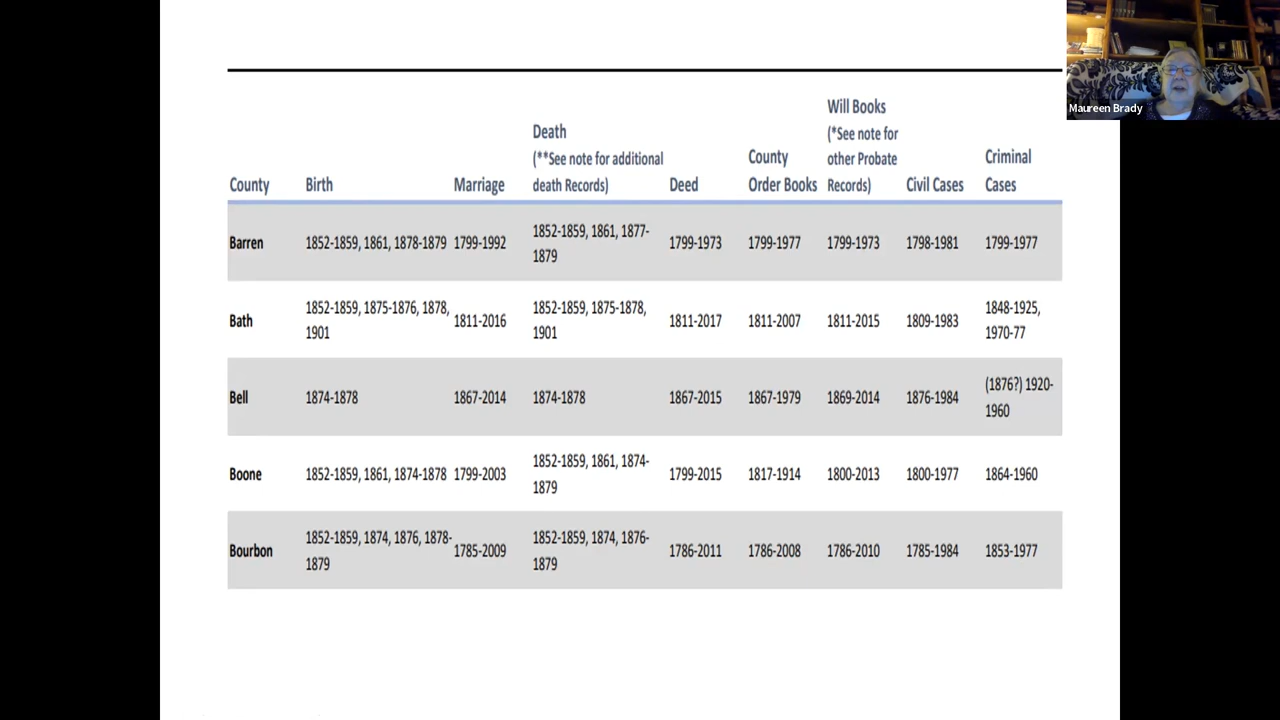 Maureen Brady
County Birth Marriage Death (**See note for additional death Records) Deed County Order Books Will Books (*See note for other Probate Records) Civil Cases Criminal Cases
Barren 1852-1859, 1861, 1878-1879 1799-1992 1852-1859, 1861, 1877-1879 1799-1973 1799-1977 1799-1973 1798-1981 1799-1977
Bath 1852-1859, 1875-1876, 1878, 1901 1811-2016 1852-1859, 1875-1878, 1901 1811-2017 1811-2007 1811-2015 1809-1983 1848-1925, 1970-77
Bell 1874-1878 1867-2014 1874-1878 1867-2015 1867-1979 1869-2014 1876-1984 (1876?) 1920-1960
Boone 1852-1859, 1861, 1874-1878 1799-2003 1852-1859, 1861, 1874-1879 1799-2015 1817-1914 1800-2013 1800-1977 1864-1960
Bourbon 1852-1859, 1874, 1876, 1878-1879 1785-2009 1852-1859, 1874, 1876-1879 1786-2011 1786-2008 1786-2010 1785-1984 1853-1977